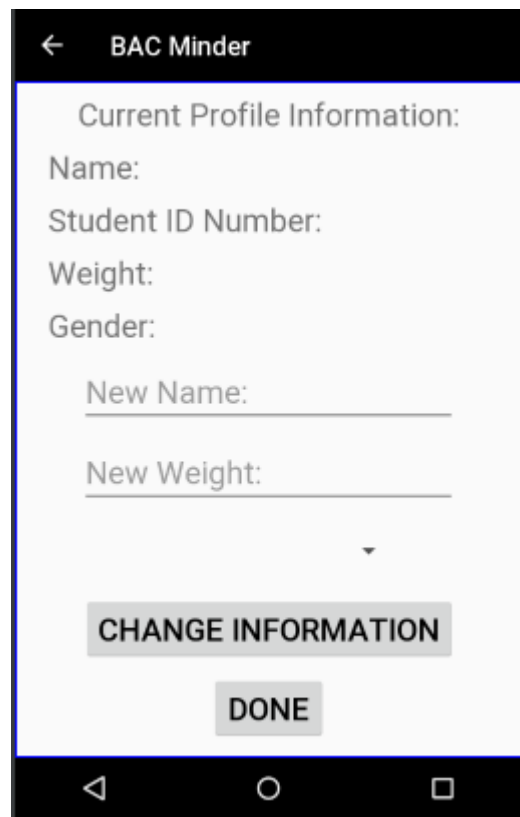 BAC Minder
Current Profile Information:
Name:
Student ID Number:
Weight:
Gender:
New Name:
New Weight:
CHANGE INFORMATION
DONE